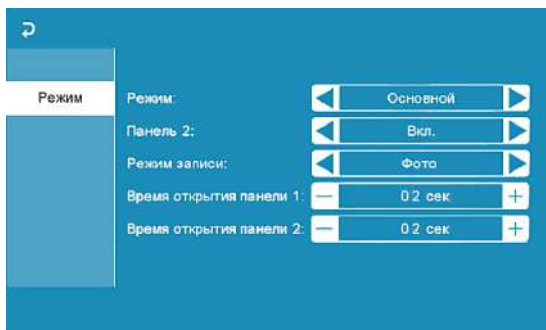 Режим
Режим: Основной
Панель 2: Вкл.
Режим записи: Фото
Время открытия панели 1: 02 сек
Время открытия панели 2: 02 сек